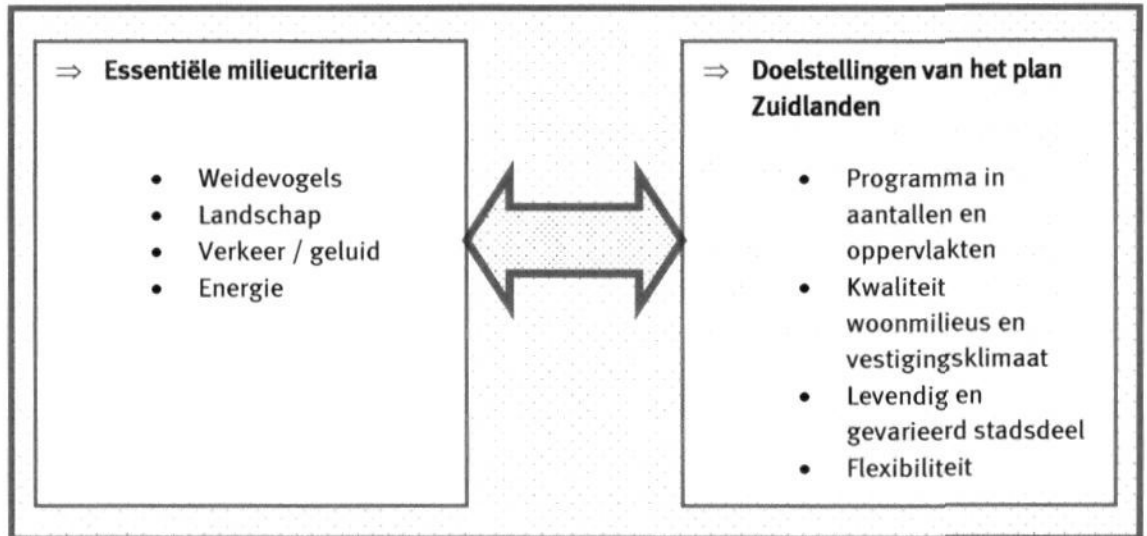 ⇒ Essentiële milieucriteria
• Weidevogels
• Landschap
• Verkeer / geluid
• Energie
⇒ Doelstellingen van het plan
Zuidlanden
• Programma in
aantallen en
oppervlakten
• Kwaliteit
woonmilieus en
vestigingsklimaat
• Levendig en
gevarieerd stadsdeel
• Flexibiliteit